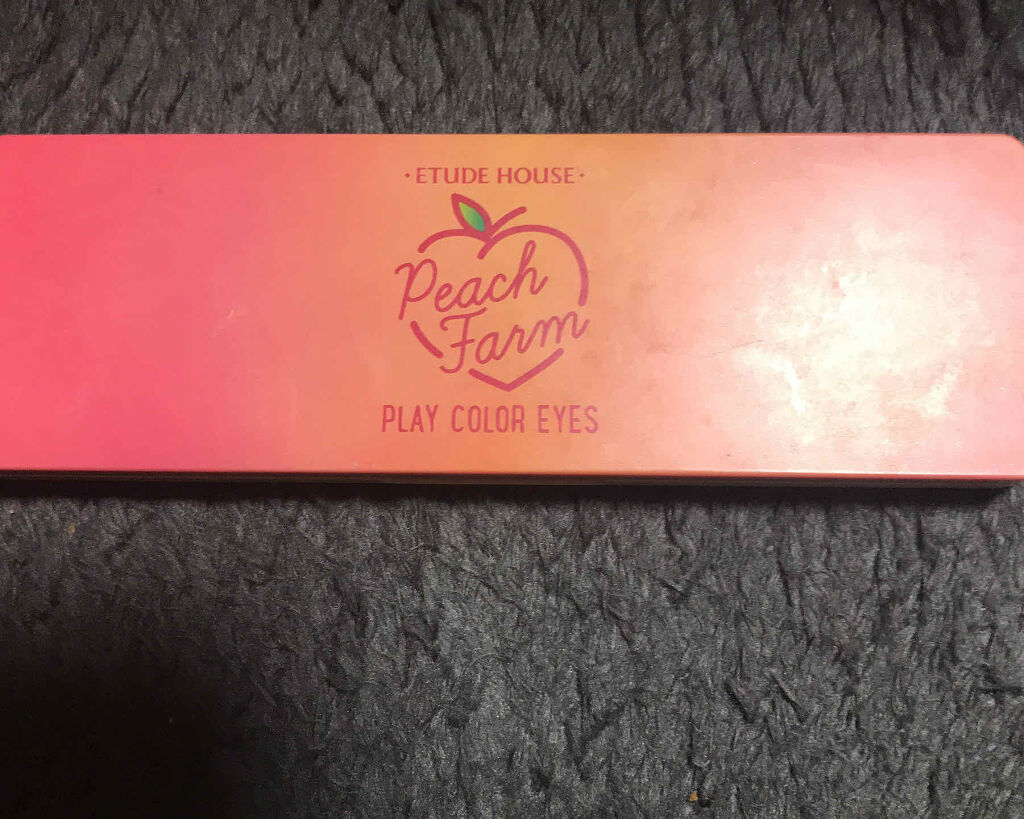 ·ETUDE HOUSE·
Peach
Farm
PLAY COLOR EYES